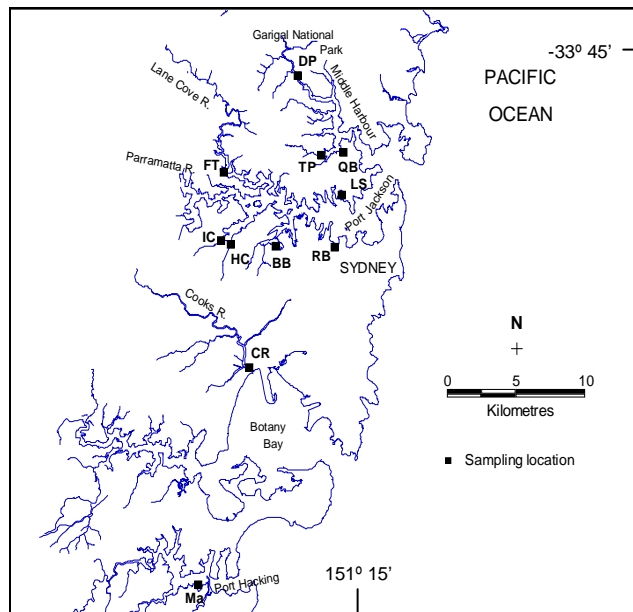 Garigal National
Park
-33º 45'
DP
PACIFIC
OCEAN
Lane Cove R.
Middle Harbour
Parramatta R.
FT
TP
QB
LS
Port Jackson
IC
HC
BB
RB
SYDNEY
Cooks R.
N
CR
0 5 10
Kilometres
Botany
Bay
Sampling location
Port Hacking
Ma
151º 15'